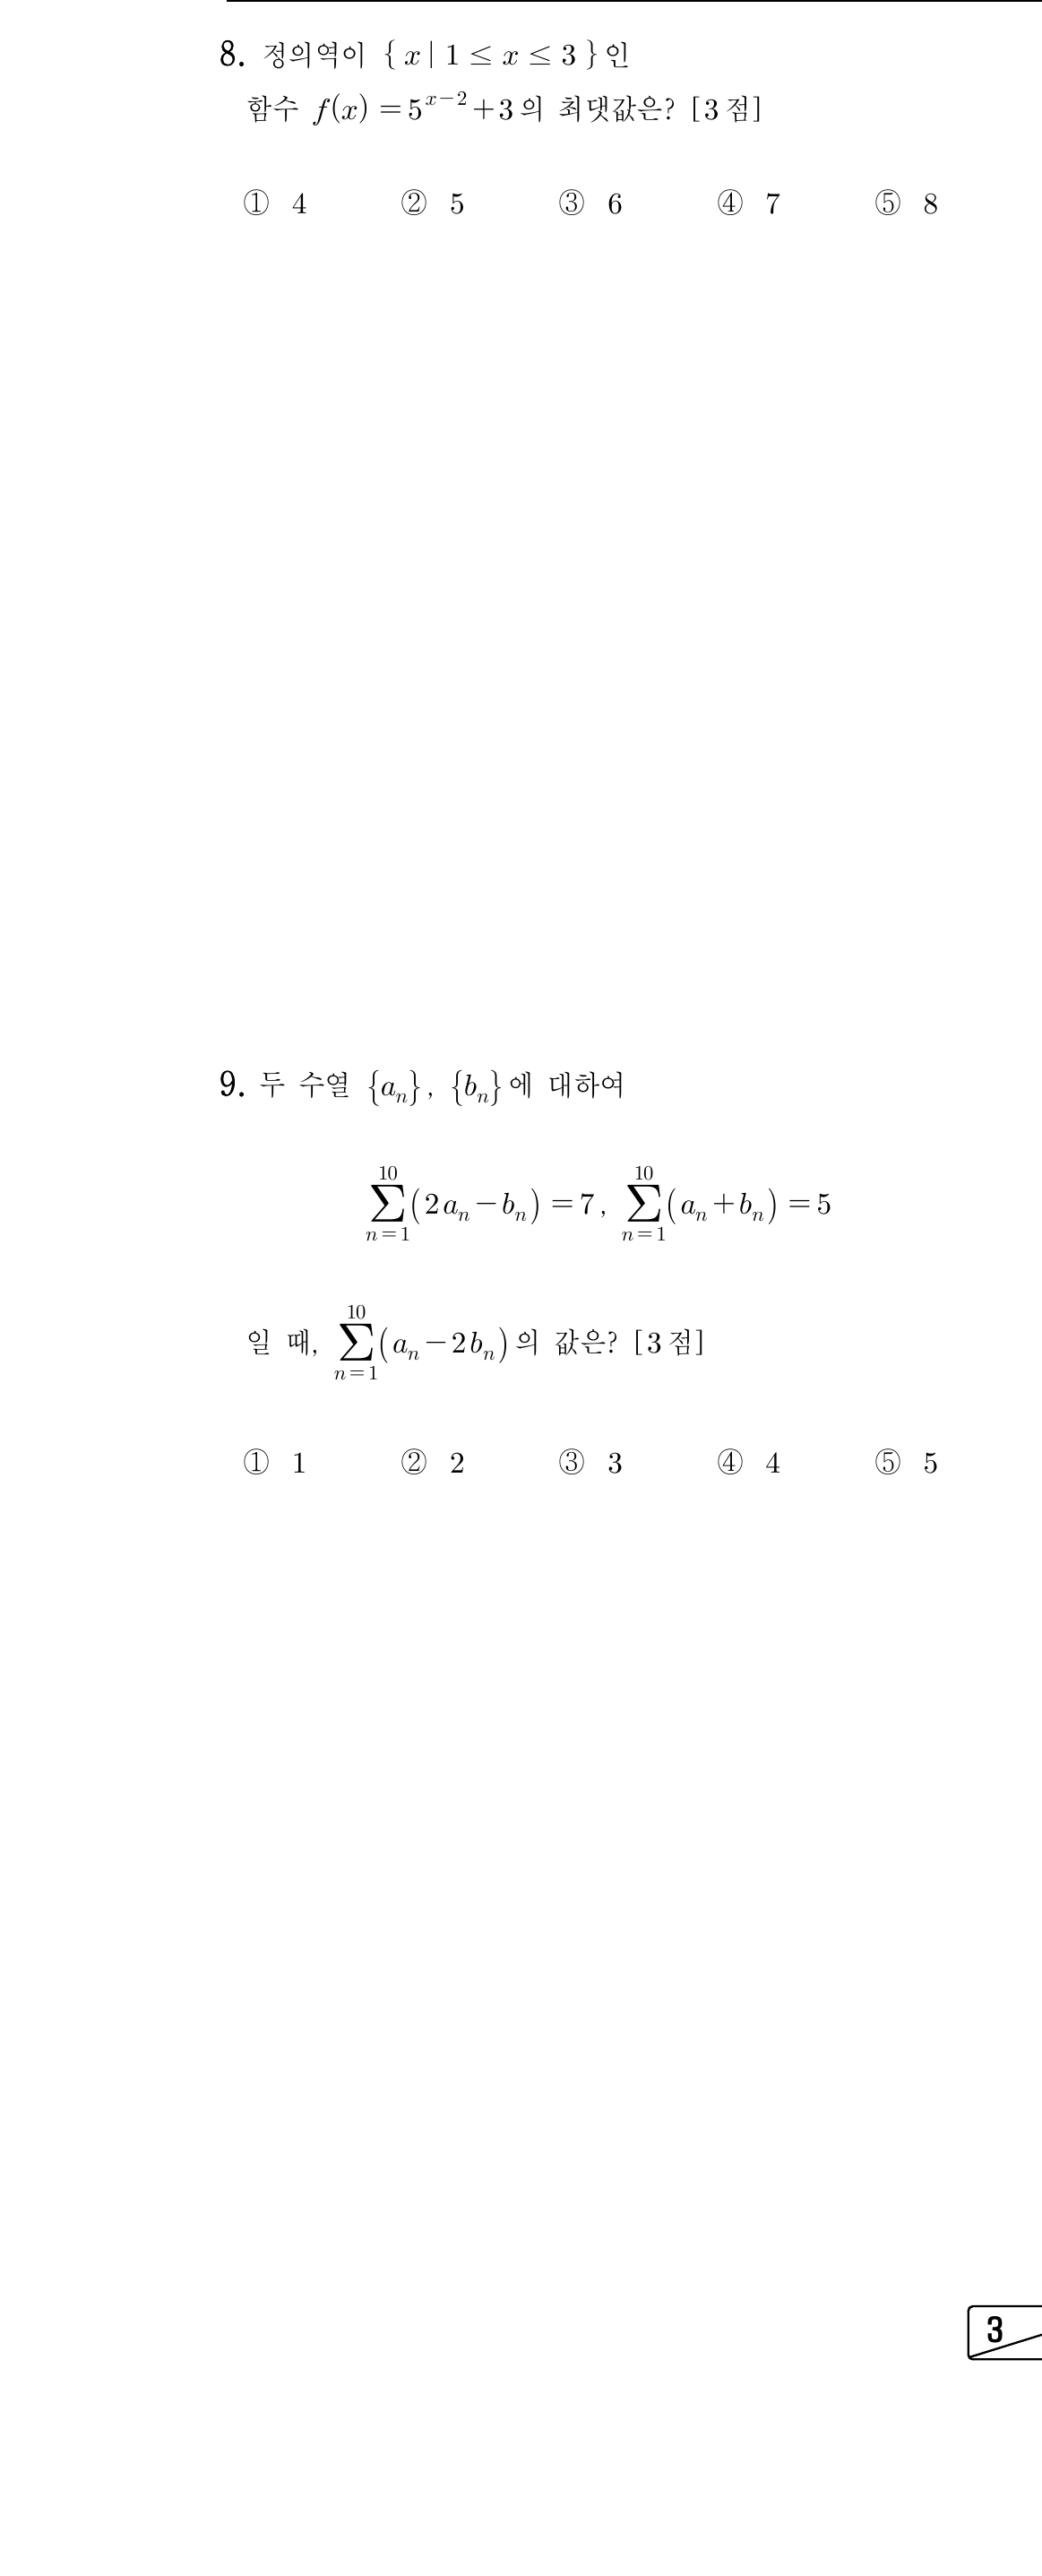 8. 정의역이 { x | 1 ≤ x ≤ 3 }인
함수 f(x) = 5^{x-2} + 3의 최댓값은? [3점]
① 4 ② 5 ③ 6 ④ 7 ⑤ 8
9. 두 수열 {a_n}, {b_n}에 대하여
\sum_{n=1}^{10} (2a_n - b_n) = 7, \sum_{n=1}^{10} (a_n + b_n) = 5
일 때, \sum_{n=1}^{10} (a_n - 2b_n)의 값은? [3점]
① 1 ② 2 ③ 3 ④ 4 ⑤ 5
3